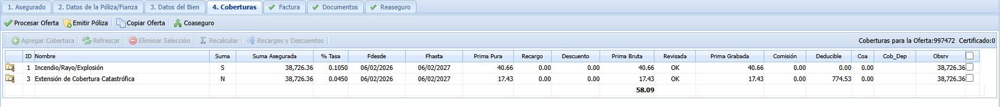 1. Asegurado 2. Datos de la Póliza/Fianza 3. Datos del Bien 4. Coberturas Factura Documentos Reaseguro
Procesar Oferta Emitir Póliza Copiar Oferta Coaseguro
Agregar Cobertura Refrescar Eliminar Selección Recalcular Recargos y Descuentos Coberturas para la Oferta:997472 Certificado:0
ID Nombre Suma Suma Asegurada % Tasa Fdesde Fhasta Prima Pura Recargo Descuento Prima Bruta Revisada Prima Grabada Comisión Deducible Coa Cob_Dep Obsrv
1 Incendio/Rayo/Explosión S 38,726.36 0.1050 06/02/2026 06/02/2027 40.66 0.00 0.00 40.66 OK 40.66 0.00 0.00 0.00 38,726.36
3 Extensión de Cobertura Catastrófica N 38,726.36 0.0450 06/02/2026 06/02/2027 17.43 0.00 0.00 17.43 OK 17.43 0.00 774.53 0.00 38,726.36
58.09